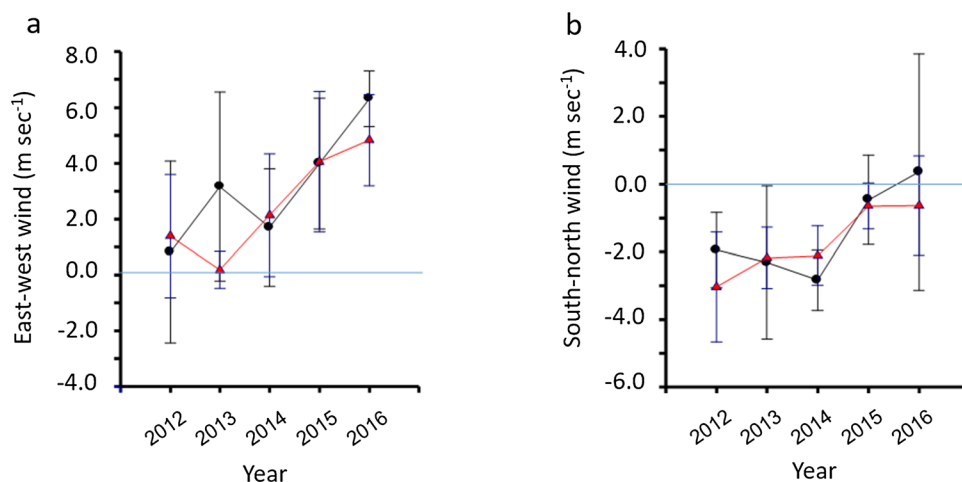 a
East-west wind (m sec⁻¹)
8.0
6.0
4.0
2.0
0.0
-2.0
-4.0
2012 2013 2014 2015 2016
Year
b
South-north wind (m sec⁻¹)
4.0
2.0
0.0
-2.0
-4.0
-6.0
2012 2013 2014 2015 2016
Year